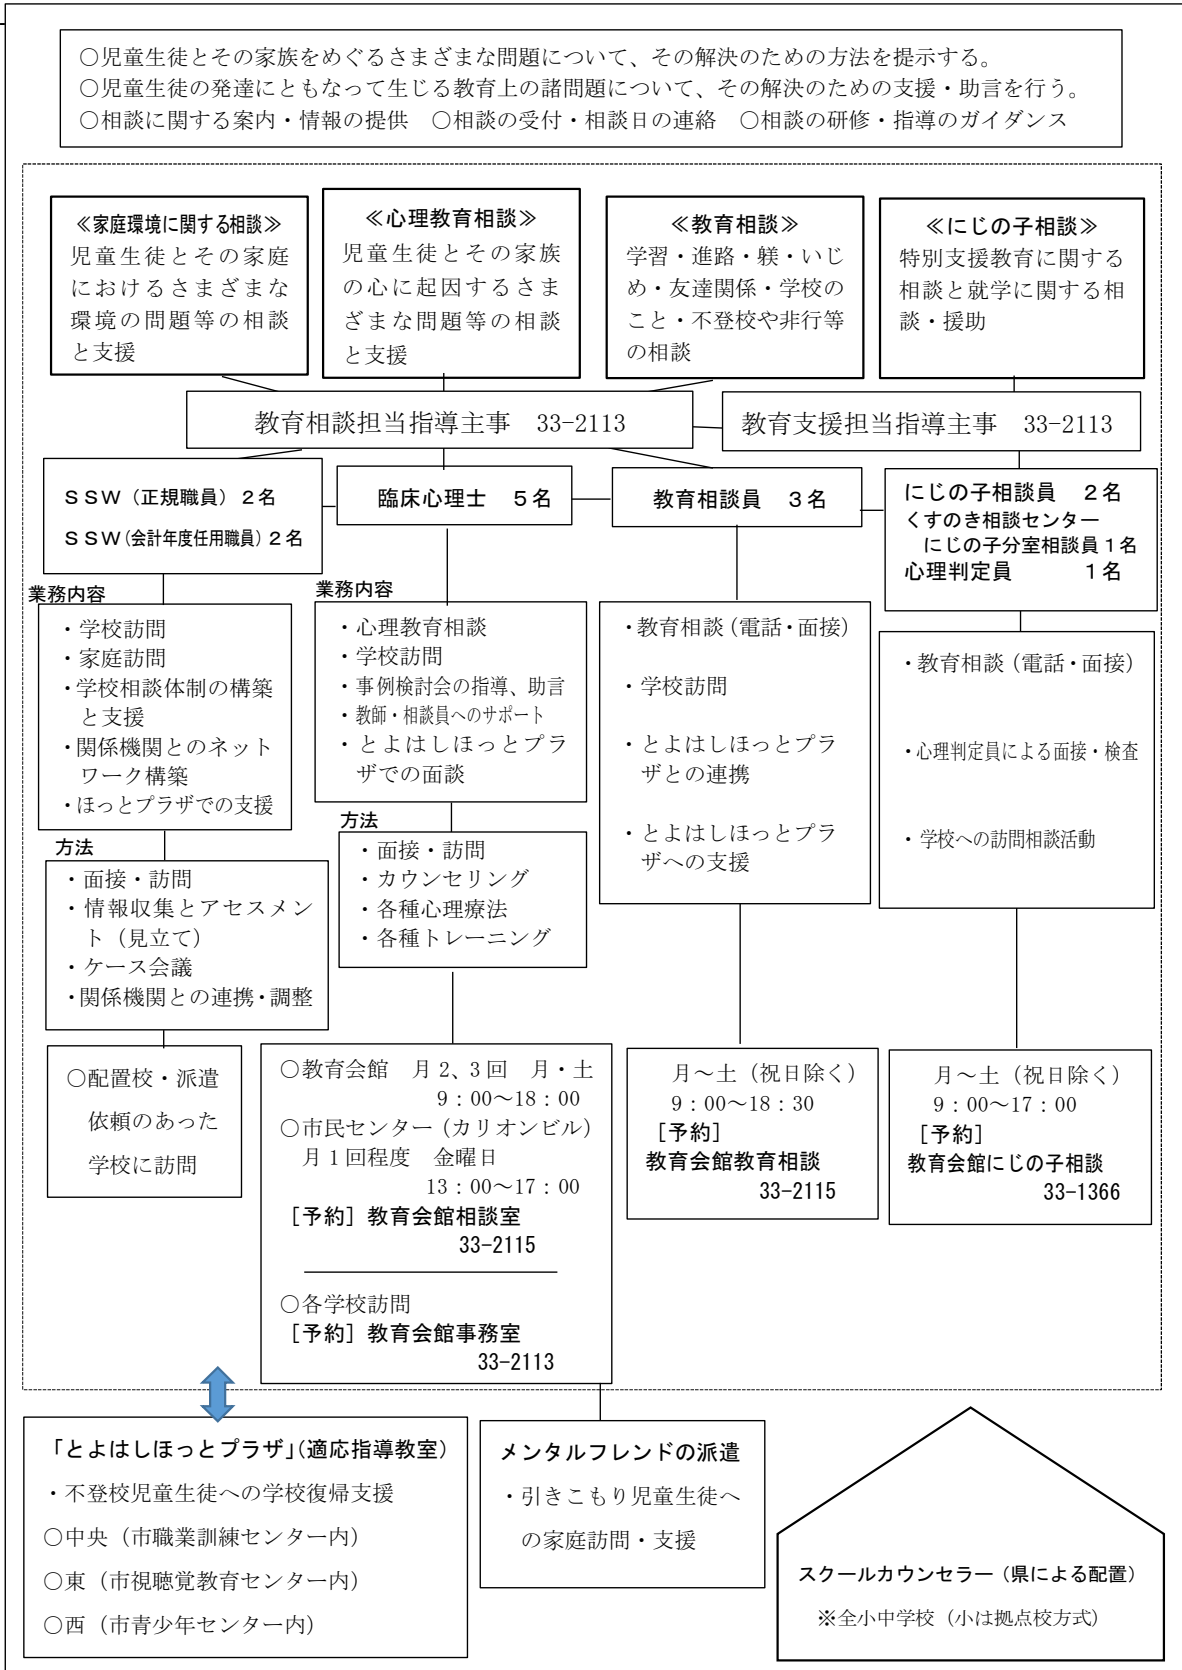 ○児童生徒とその家族をめぐるさまざまな問題について、その解決のための方法を提示する。
○児童生徒の発達にともなって生じる教育上の諸問題について、その解決のための支援・助言を行う。
○相談に関する案内・情報の提供　○相談の受付・相談日の連絡　○相談の研修・指導のガイダンス
≪家庭環境に関する相談≫
児童生徒とその家庭
におけるさまざまな
環境の問題等の相談
と支援
≪心理教育相談≫
児童生徒とその家族
の心に起因するさま
ざまな問題等の相談
と支援
≪教育相談≫
学習・進路・躾・いじ
め・友達関係・学校の
こと・不登校や非行等
の相談
≪にじの子相談≫
特別支援教育に関する
相談と就学に関する相
談・援助
教育相談担当指導主事　33-2113
教育支援担当指導主事　33-2113
ＳＳＷ（正規職員）２名
ＳＳＷ(会計年度任用職員)２名
臨床心理士　５名
教育相談員　３名
にじの子相談員　２名
くすのき相談センター
にじの子分室相談員１名
心理判定員　１名
業務内容
・学校訪問
・家庭訪問
・学校相談体制の構築
と支援
・関係機関とのネット
ワーク構築
・ほっとプラザでの支援
方法
・面接・訪問
・情報収集とアセスメン
ト（見立て）
・ケース会議
・関係機関との連携・調整
○配置校・派遣
依頼のあった
学校に訪問
業務内容
・心理教育相談
・学校訪問
・事例検討会の指導、助言
・教師・相談員へのサポート
・とよはしほっとプラ
ザでの面談
方法
・面接・訪問
・カウンセリング
・各種心理療法
・各種トレーニング
○教育会館　月２、３回　月・土
9：00～18：00
○市民センター（カリオンビル）
月１回程度　金曜日
13：00～17：00
［予約］教育会館相談室
33-2115
○各学校訪問
［予約］教育会館事務室
33-2113
・教育相談（電話・面接）
・学校訪問
・とよはしほっとプラ
ザとの連携
・とよはしほっとプラ
ザへの支援
月～土（祝日除く）
9：00～18：30
［予約］
教育会館教育相談
33-2115
・教育相談（電話・面接）
・心理判定員による面接・検査
・学校への訪問相談活動
月～土（祝日除く）
9：00～17：00
［予約］
教育会館にじの子相談
33-1366
「とよはしほっとプラザ」（適応指導教室）
・不登校児童生徒への学校復帰支援
○中央（市職業訓練センター内）
○東（市視聴覚教育センター内）
○西（市青少年センター内）
メンタルフレンドの派遣
・引きこもり児童生徒へ
の家庭訪問・支援
スクールカウンセラー（県による配置）
※全小中学校（小は拠点校方式）